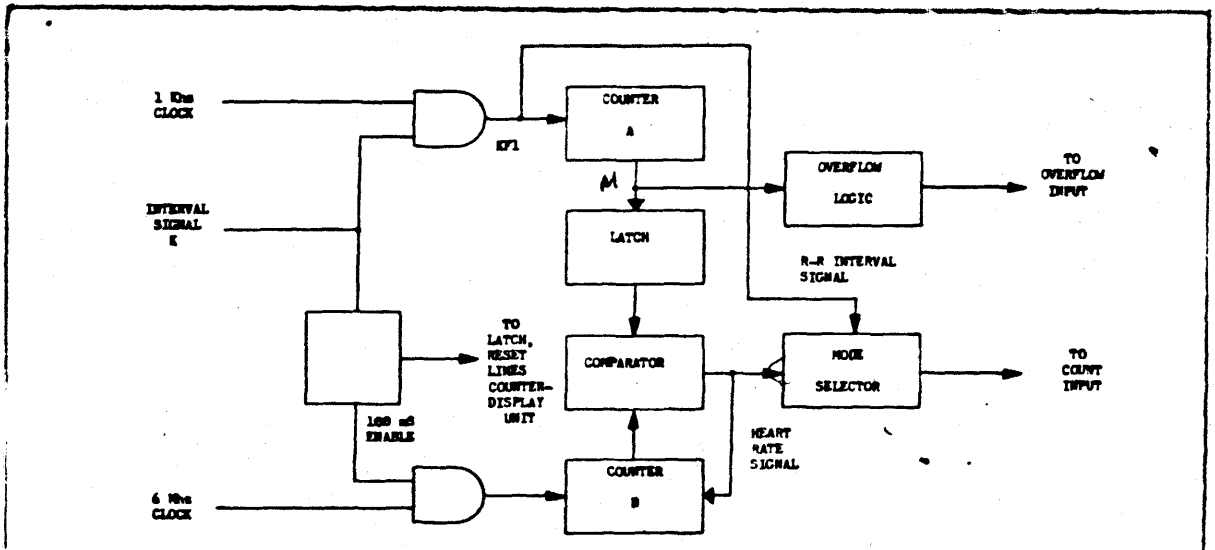 1 Khz
CLOCK
KF1
COUNTER
A
M
INTERVAL
SIGNAL
K
LATCH
OVERFLOW
LOGIC
TO
OVERFLOW
INPUT
R-R INTERVAL
SIGNAL
TO
LATCH,
RESET
LINES
COUNTER-
DISPLAY
UNIT
COMPARATOR
MODE
SELECTOR
TO
COUNT
INPUT
100 mS
ENABLE
HEART
RATE
SIGNAL
6 Mhz
CLOCK
COUNTER
B